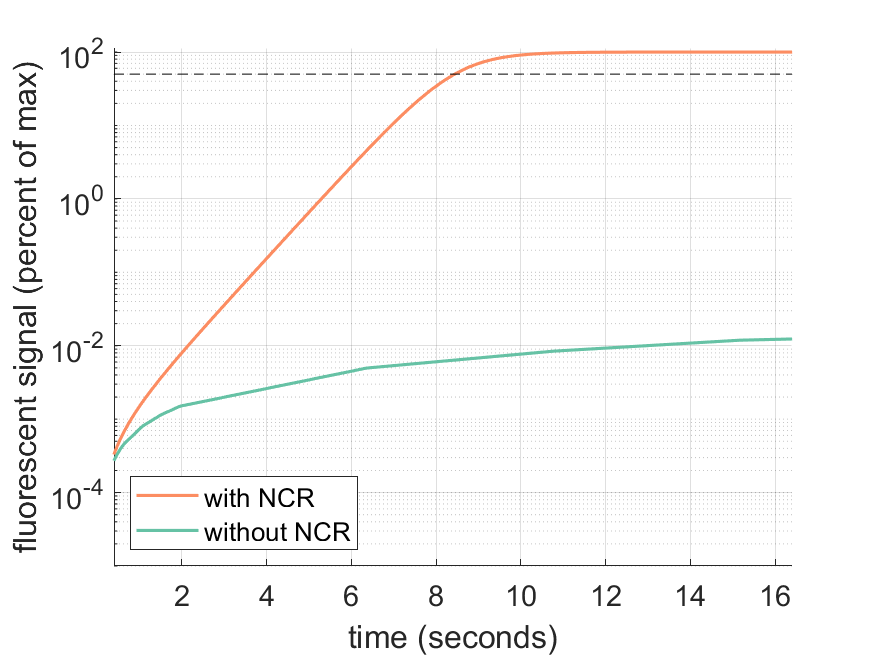 fluorescent signal (percent of max)
10^2
10^0
10^-2
10^-4
with NCR
without NCR
2 4 6 8 10 12 14 16
time (seconds)